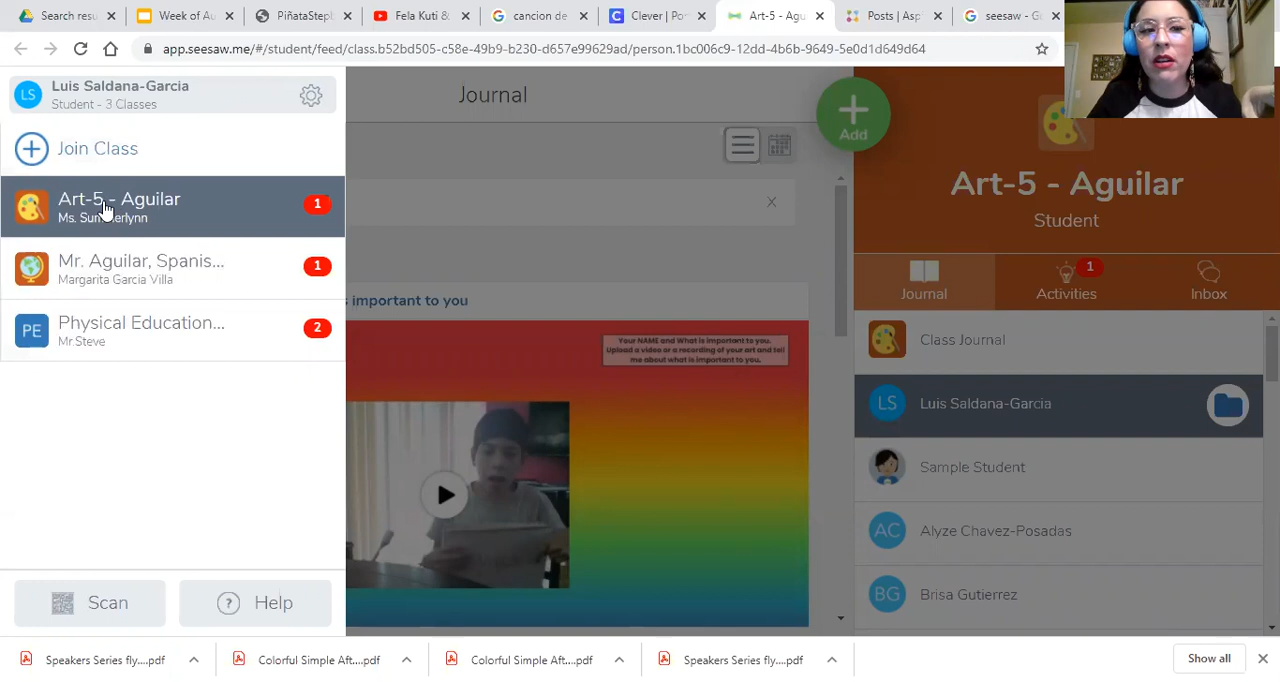 Search resu
Week of Au
PiñataStepl
Fela Kuti &
cancion de
Clever | Po
Art-5 - Agu
Posts | Asp
seesaw - G
app.seesaw.me/#/student/feed/class.b52bd505-c58e-49b9-b230-d657e99629ad/person.1bc006c9-12dd-4b6b-9649-5e0d1d649d64
LS
Luis Saldana-Garcia
Student - 3 Classes
Join Class
Art-5 - Aguilar
1
Mr. Aguilar, Spanis...
Margarita Garcia Villa
1
PE
Physical Education...
Mr.Steve
2
Scan
? Help
Journal
Add
x
s important to you
Your NAME and What is important to you.
Upload a video or a recording of your art and tell
me about what is important to you.
Art-5 - Aguilar
Student
Journal
Activities
1
Inbox
Class Journal
LS
Luis Saldana-Garcia
Sample Student
AC
Alyze Chavez-Posadas
BG
Brisa Gutierrez
Speakers Series fly....pdf
Colorful Simple Aft....pdf
Colorful Simple Aft....pdf
Speakers Series fly....pdf
Show all